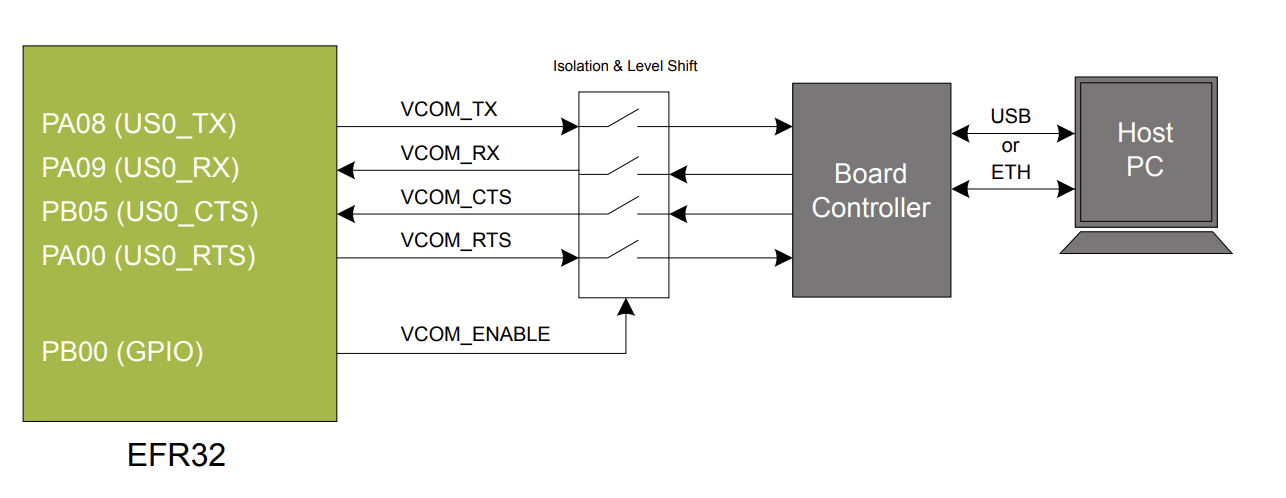 Isolation & Level Shift
PA08 (US0_TX)
PA09 (US0_RX)
PB05 (US0_CTS)
PA00 (US0_RTS)
PB00 (GPIO)
EFR32
VCOM_TX
VCOM_RX
VCOM_CTS
VCOM_RTS
VCOM_ENABLE
Board
Controller
USB
or
ETH
Host
PC